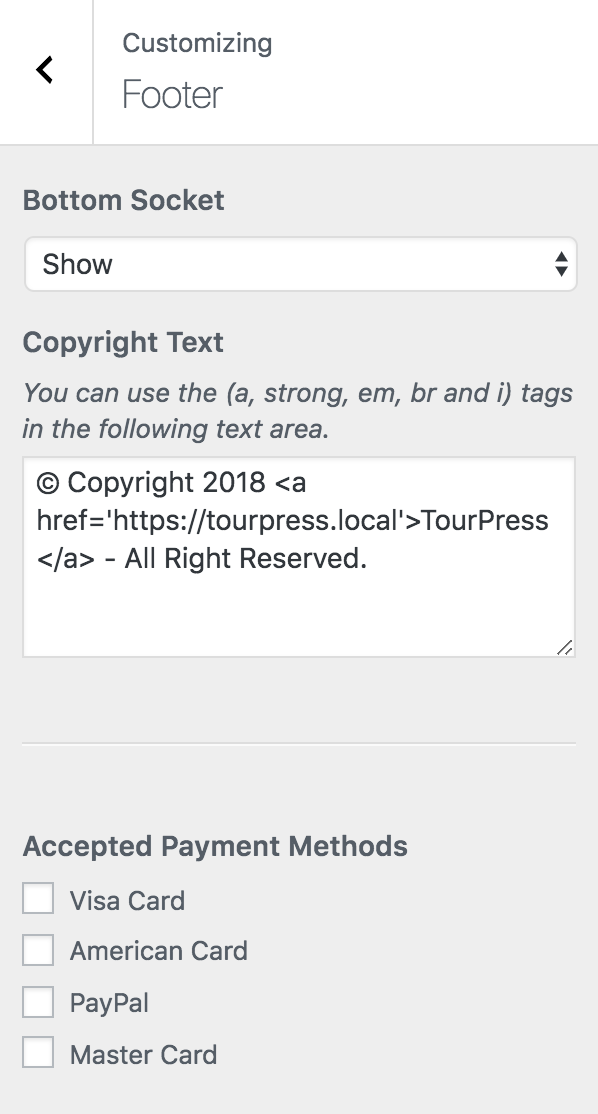 Customizing
Footer
Bottom Socket
Show
Copyright Text
You can use the (a, strong, em, br and i) tags
in the following text area.
© Copyright 2018 <a
href='https://tourpress.local'>TourPress
</a> - All Right Reserved.
Accepted Payment Methods
Visa Card
American Card
PayPal
Master Card